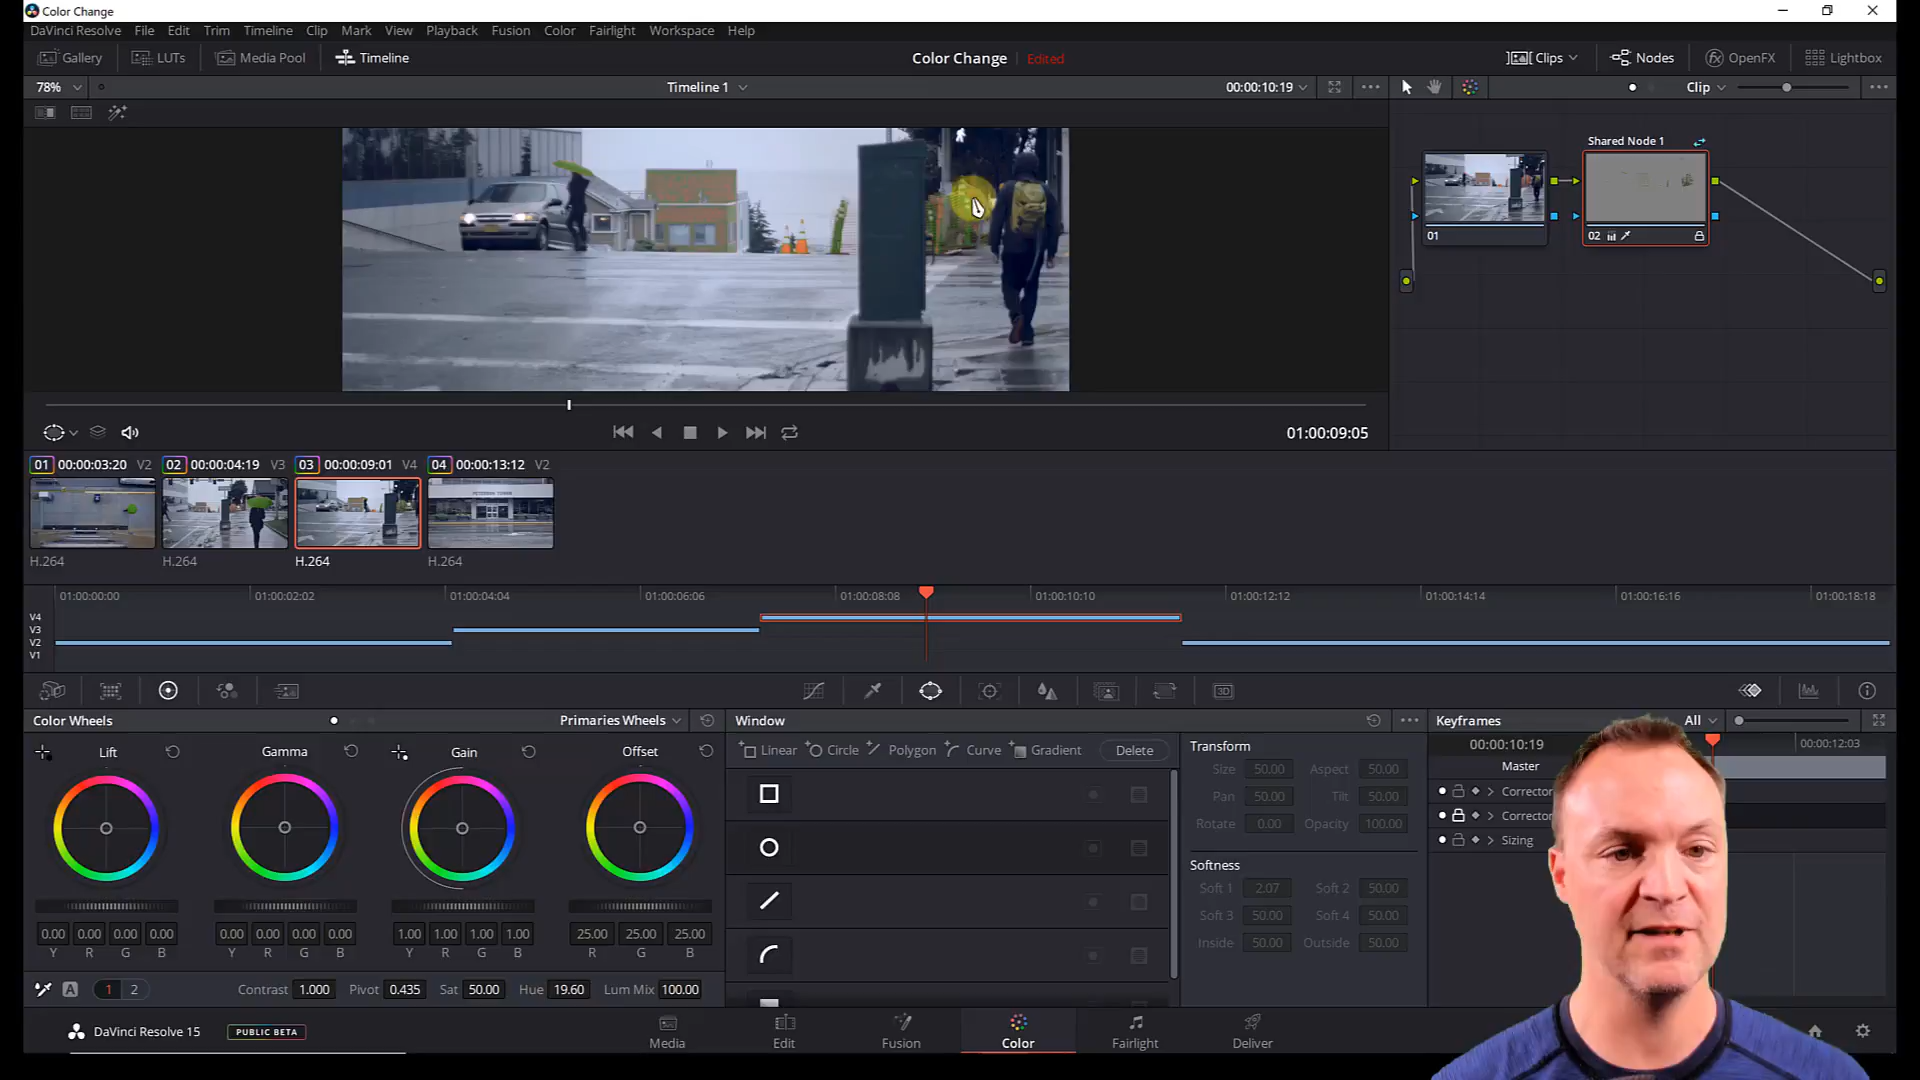 Color Change
DaVinci Resolve File Edit Trim Timeline Clip Mark View Playback Fusion Color Fairlight Workspace Help
Gallery LUTs Media Pool Timeline Color Change Edited Clips Nodes OpenFX Lightbox
78% Timeline 1 00:00:10:19 Clip
Shared Node 1
01 02
01:00:09:05
01 00:00:03:20 V2 02 00:00:04:19 V3 03 00:00:09:01 V4 04 00:00:13:12 V2
H.264 H.264 H.264 H.264
01:00:00:00 01:00:02:02 01:00:04:04 01:00:06:06 01:00:08:08 01:00:10:10 01:00:12:12 01:00:14:14 01:00:16:16 01:00:18:18
V4
V3
V2
V1
3D
Color Wheels Primaries Wheels Window Keyframes All
Lift Gamma Gain Offset
Linear Circle Polygon Curve Gradient Delete
Transform
Size 50.00 Aspect 50.00
Pan 50.00 Tilt 50.00
Rotate 0.00 Opacity 100.00
Softness
Soft 1 2.07 Soft 2 50.00
Soft 3 50.00 Soft 4 50.00
Inside 50.00 Outside 50.00
00:00:10:19 00:00:12:03
Master
Corrector
Corrector
Sizing
0.00 0.00 0.00 0.00 0.00 0.00 0.00 0.00 1.00 1.00 1.00 1.00 25.00 25.00 25.00
Y R G B Y R G B Y R G B R G B
A 1 2 Contrast 1.000 Pivot 0.435 Sat 50.00 Hue 19.60 Lum Mix 100.00
DaVinci Resolve 15 PUBLIC BETA
Media Edit Fusion Color Fairlight Deliver